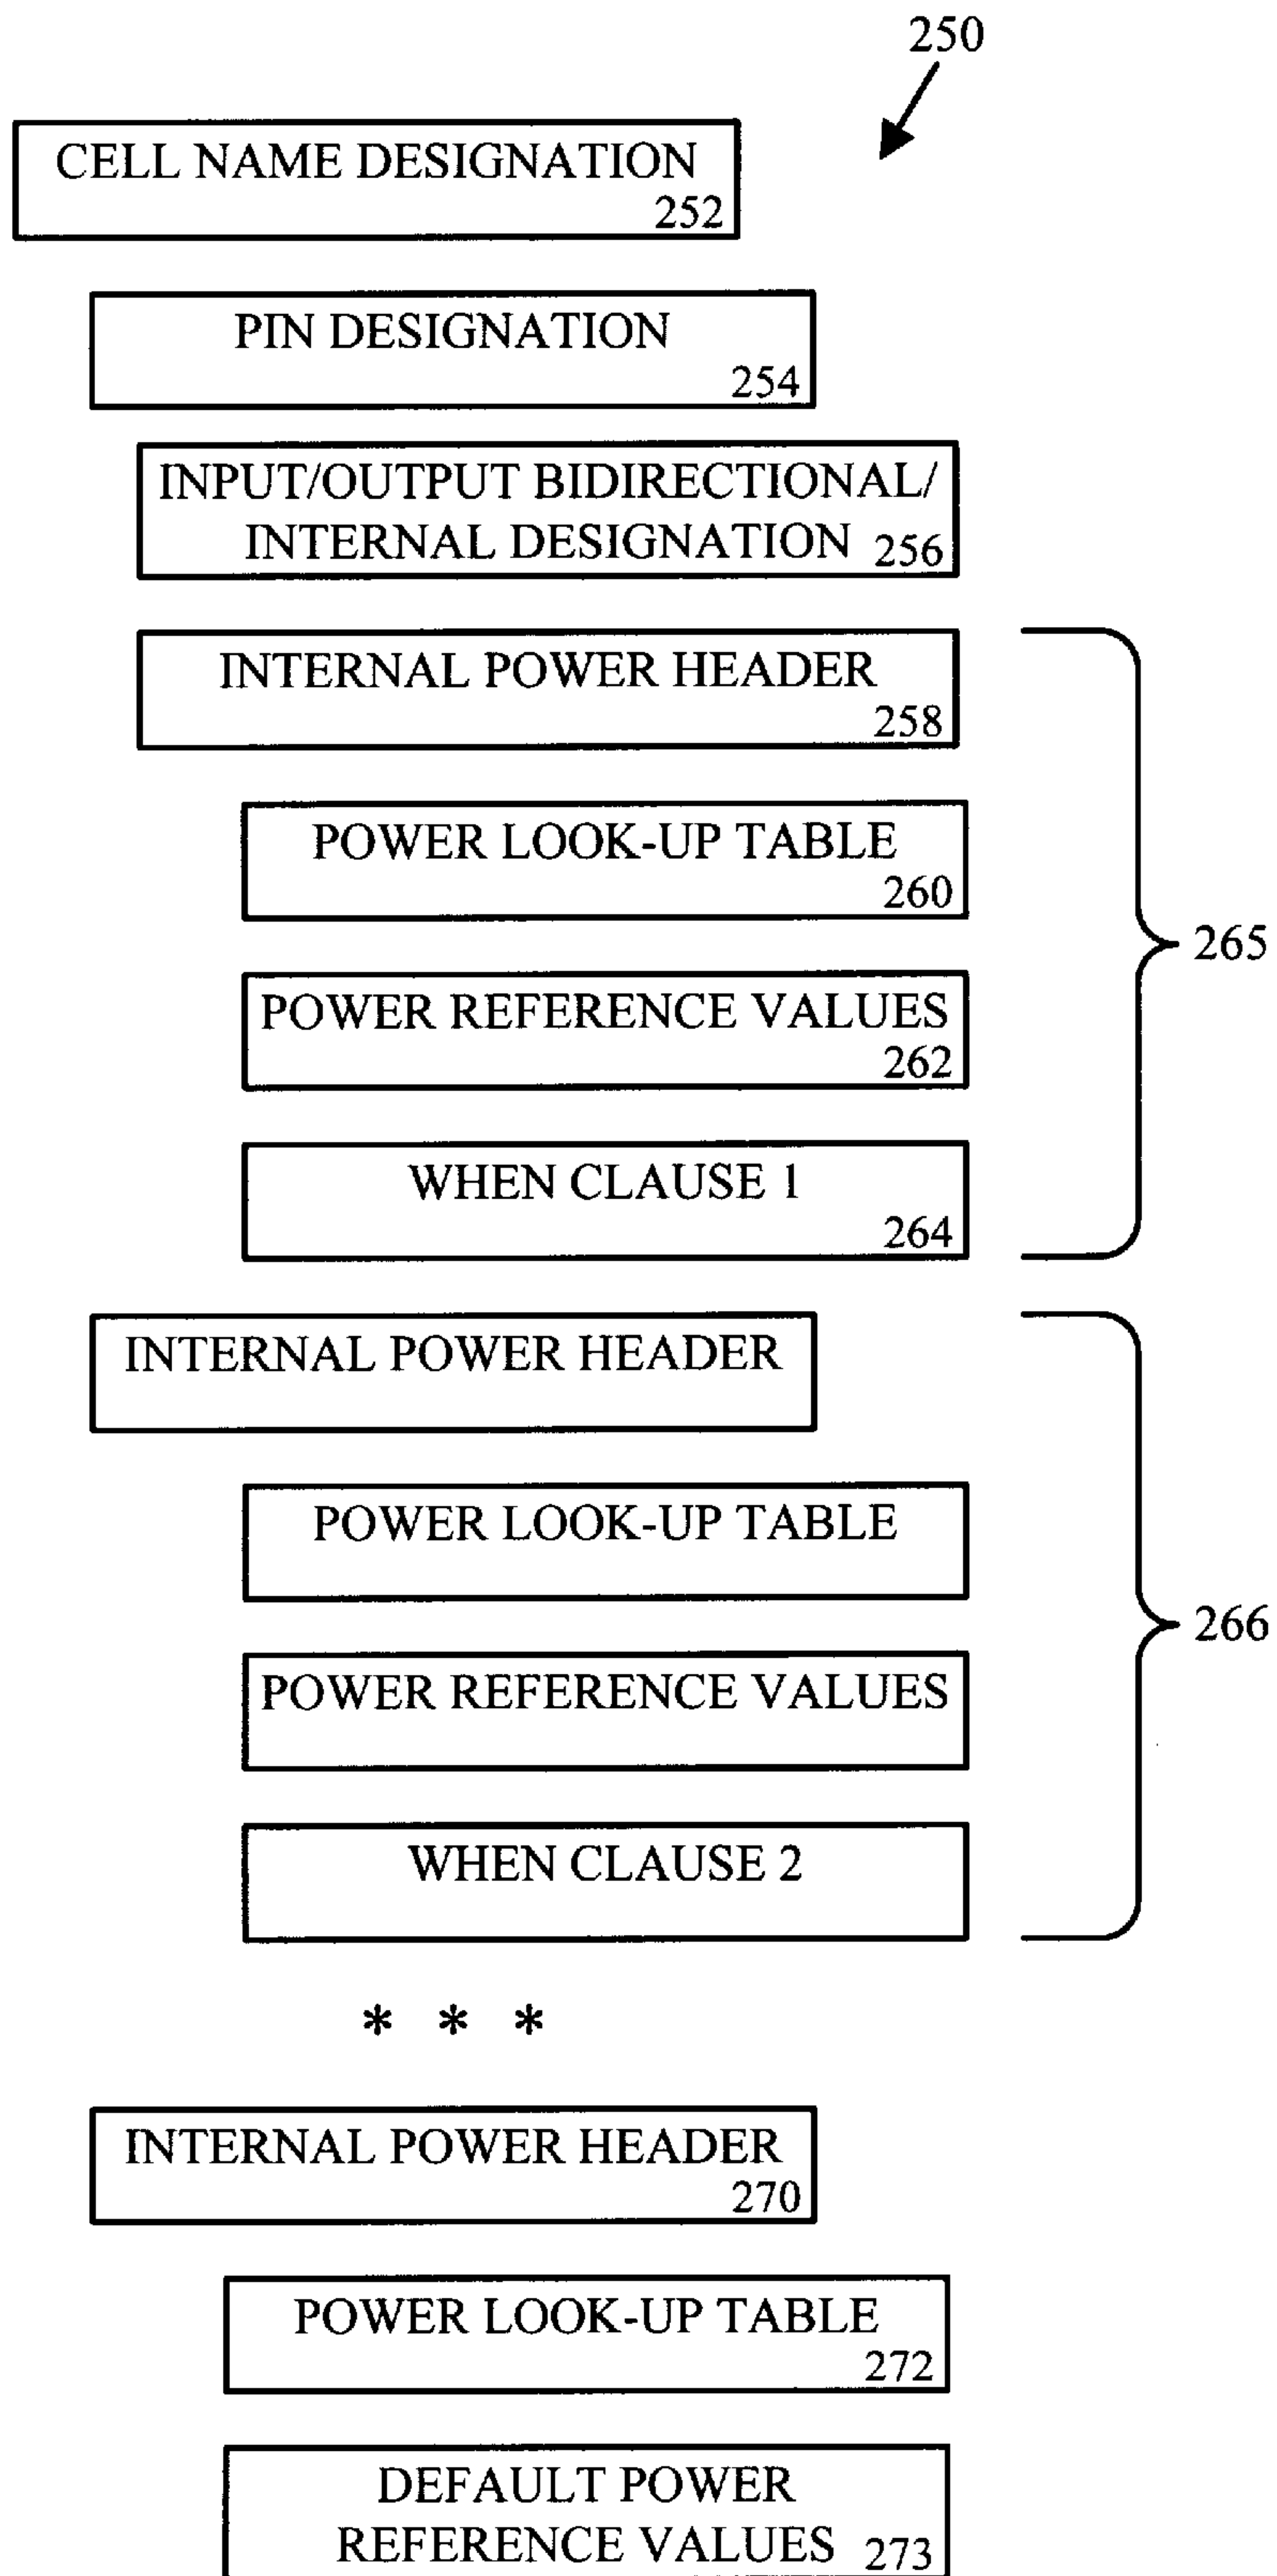 250
CELL NAME DESIGNATION
252
PIN DESIGNATION
254
INPUT/OUTPUT BIDIRECTIONAL/
INTERNAL DESIGNATION 256
INTERNAL POWER HEADER
258
POWER LOOK-UP TABLE
260
265
POWER REFERENCE VALUES
262
WHEN CLAUSE 1
264
INTERNAL POWER HEADER
POWER LOOK-UP TABLE
266
POWER REFERENCE VALUES
WHEN CLAUSE 2
* * *
INTERNAL POWER HEADER
270
POWER LOOK-UP TABLE
272
DEFAULT POWER
REFERENCE VALUES 273